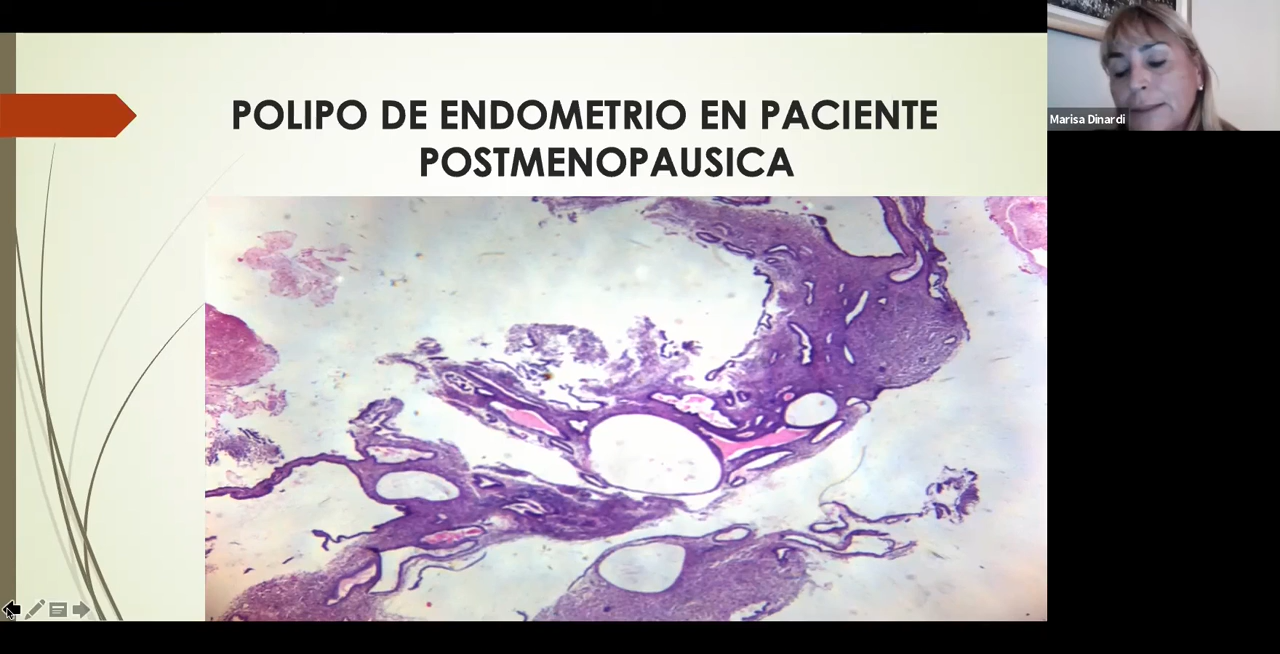 POLIPO DE ENDOMETRIO EN PACIENTE
POSTMENOPAUSICA
Marisa Dinardi